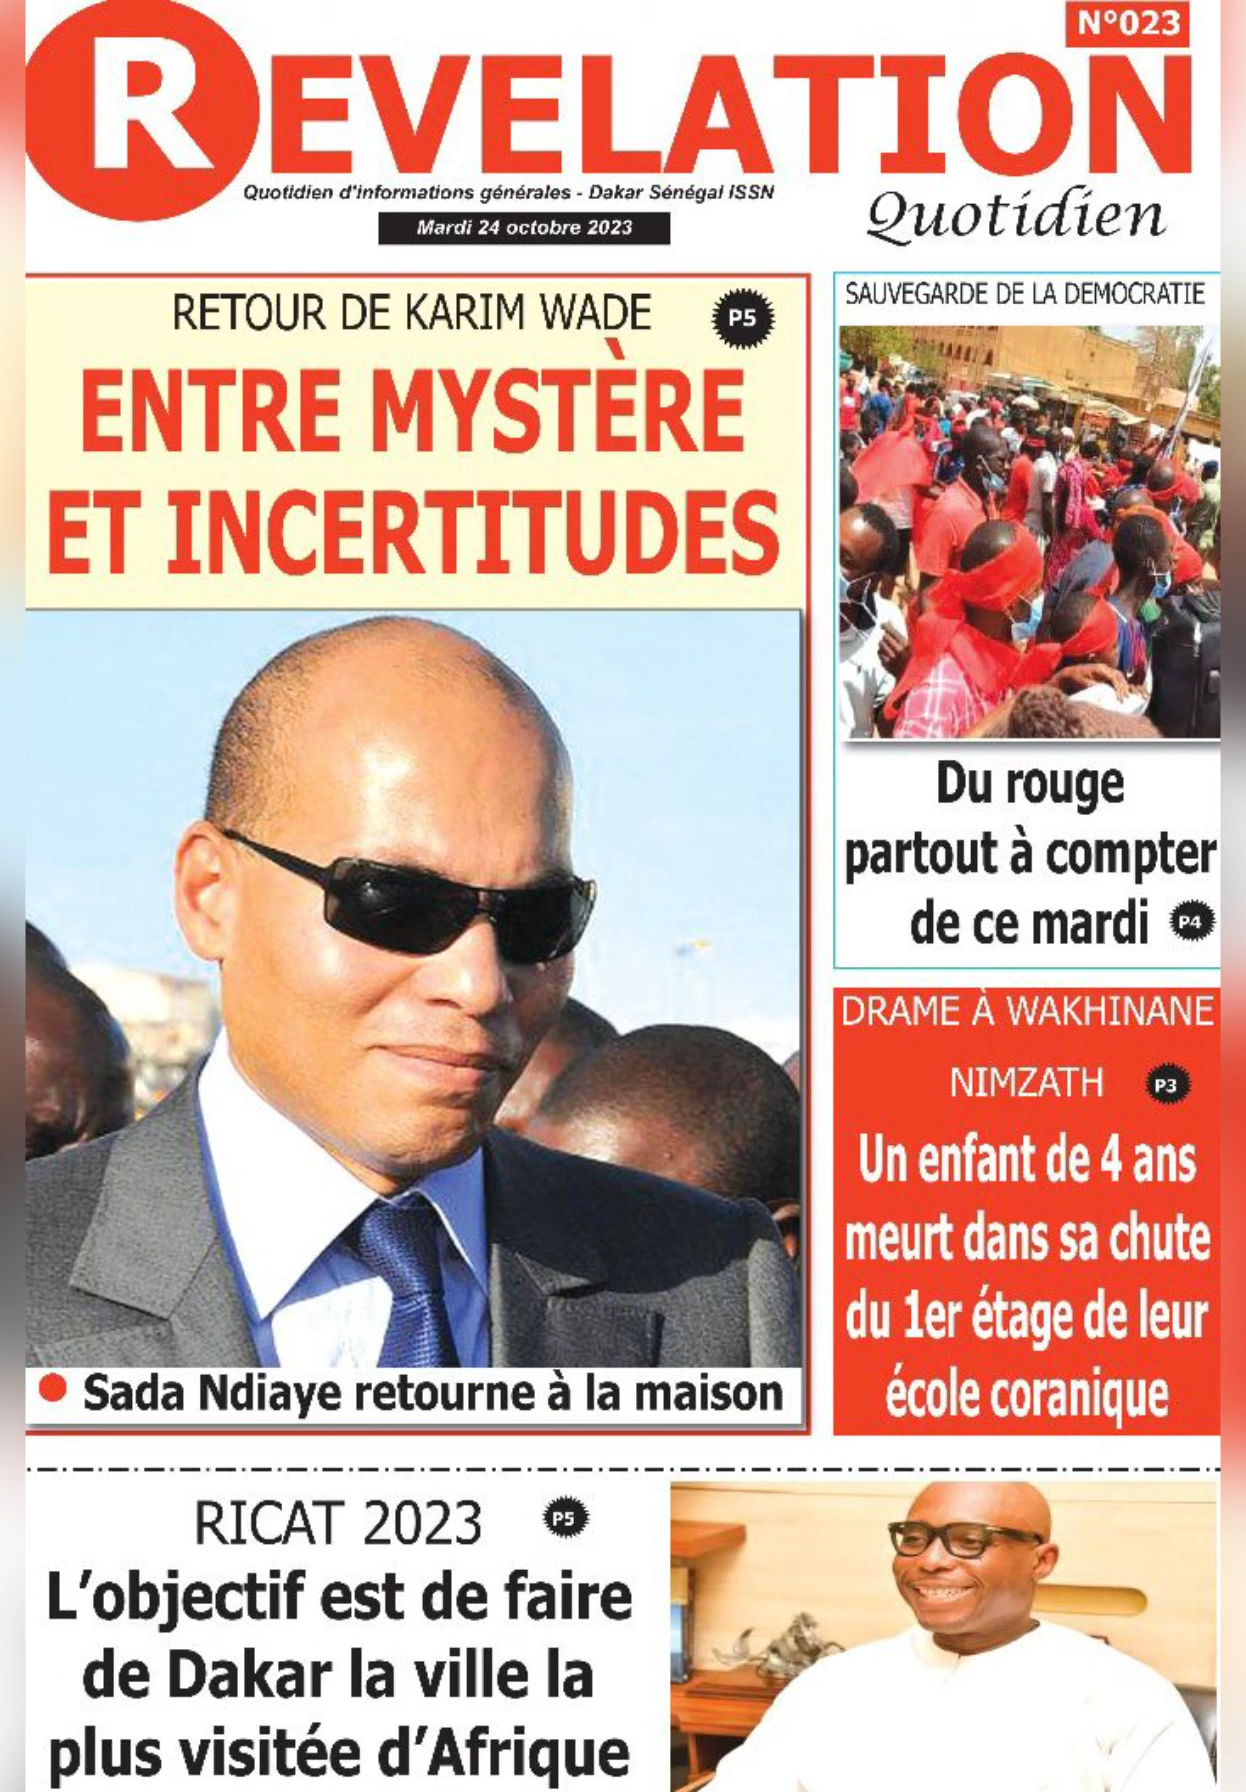 N°023
REVELATION
Quotidien d'informations générales - Dakar Sénégal ISSN
Quotidien
Mardi 24 octobre 2023
RETOUR DE KARIM WADE P5
ENTRE MYSTÈRE
ET INCERTITUDES
Sada Ndiaye retourne à la maison
SAUVEGARDE DE LA DEMOCRATIE
Du rouge
partout à compter
de ce mardi P4
DRAME À WAKHINANE
NIMZATH P3
Un enfant de 4 ans
meurt dans sa chute
du 1er étage de leur
école coranique
RICAT 2023 P5
L'objectif est de faire
de Dakar la ville la
plus visitée d'Afrique